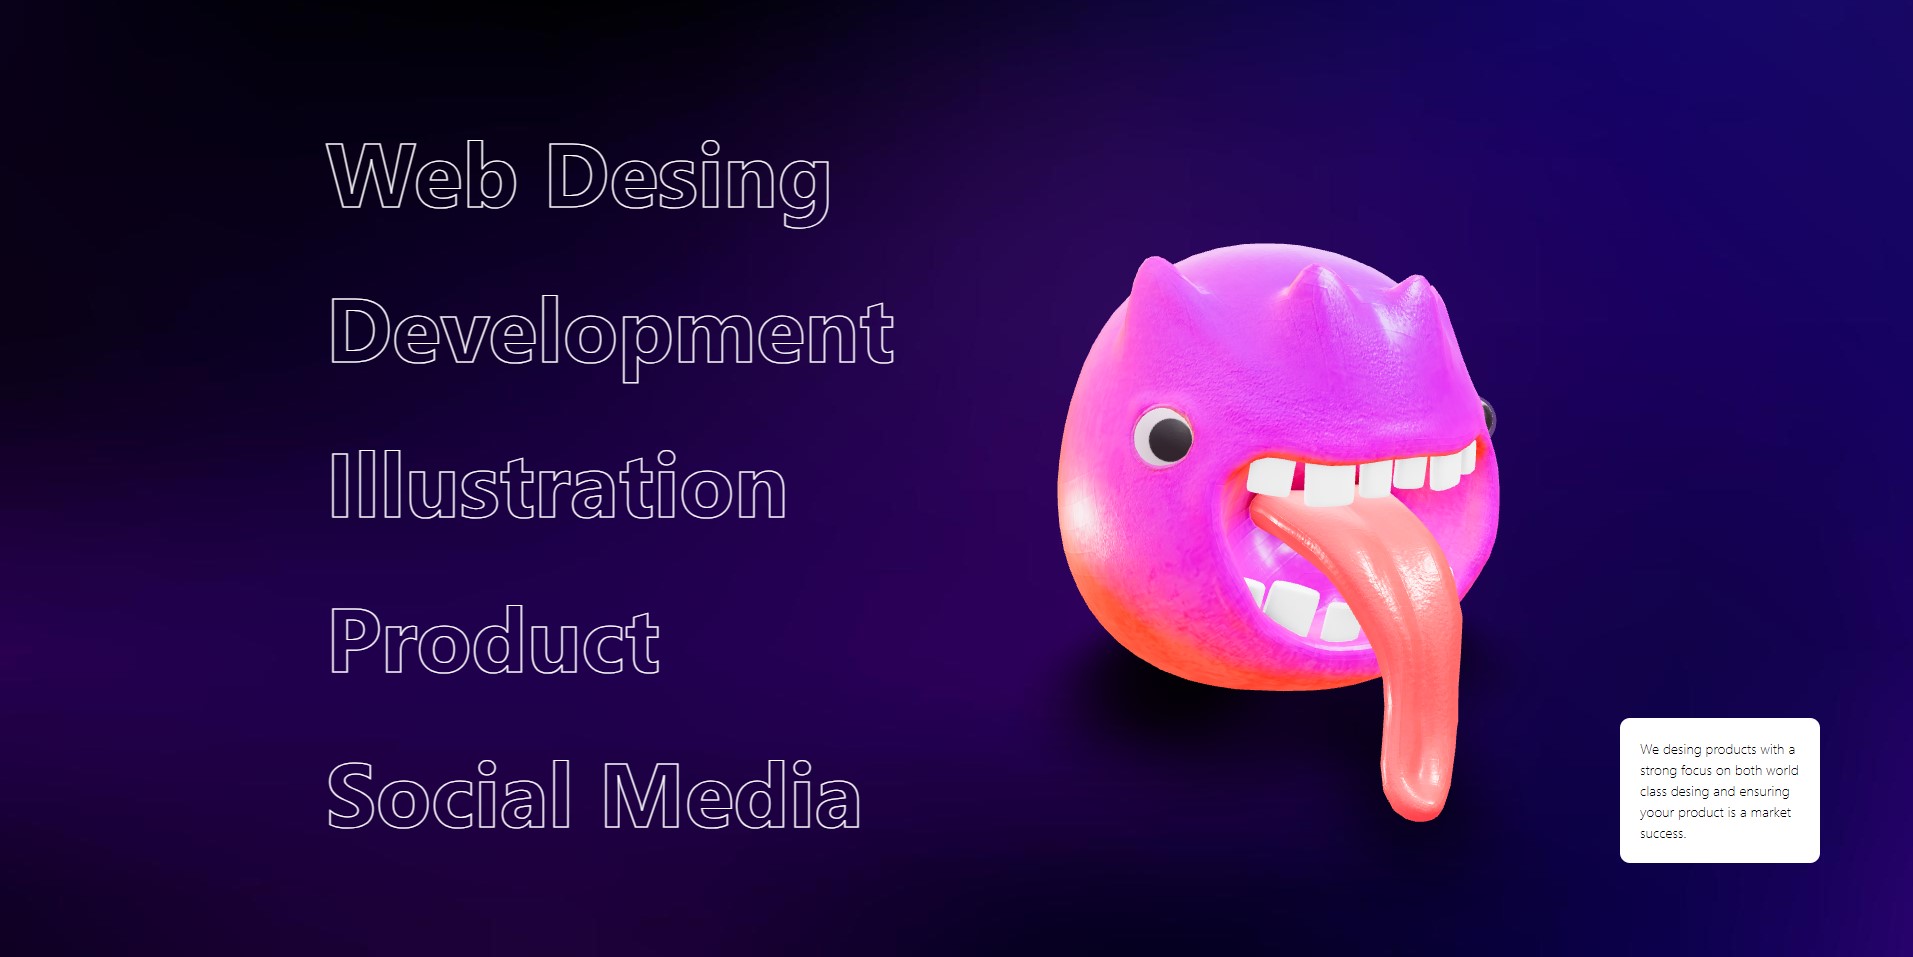 Web Desing
Development
Illustration
Product
Social Media
We desing products with a
strong focus on both world
class desing and ensuring
yoour product is a market
success.